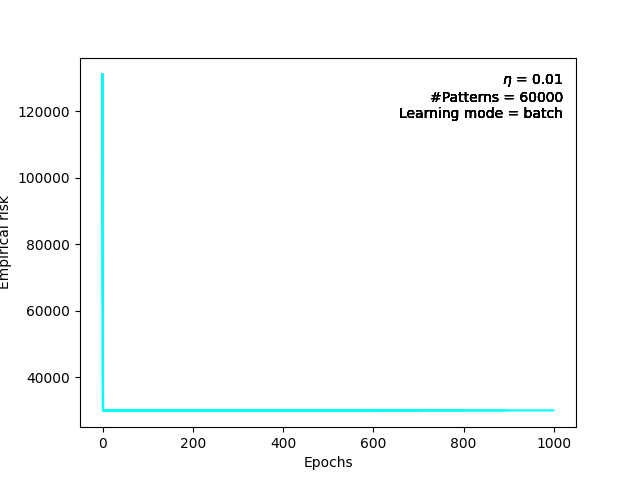 η = 0.01
#Patterns = 60000
Learning mode = batch
120000
100000
80000
60000
40000
Empirical risk
0 200 400 600 800 1000
Epochs